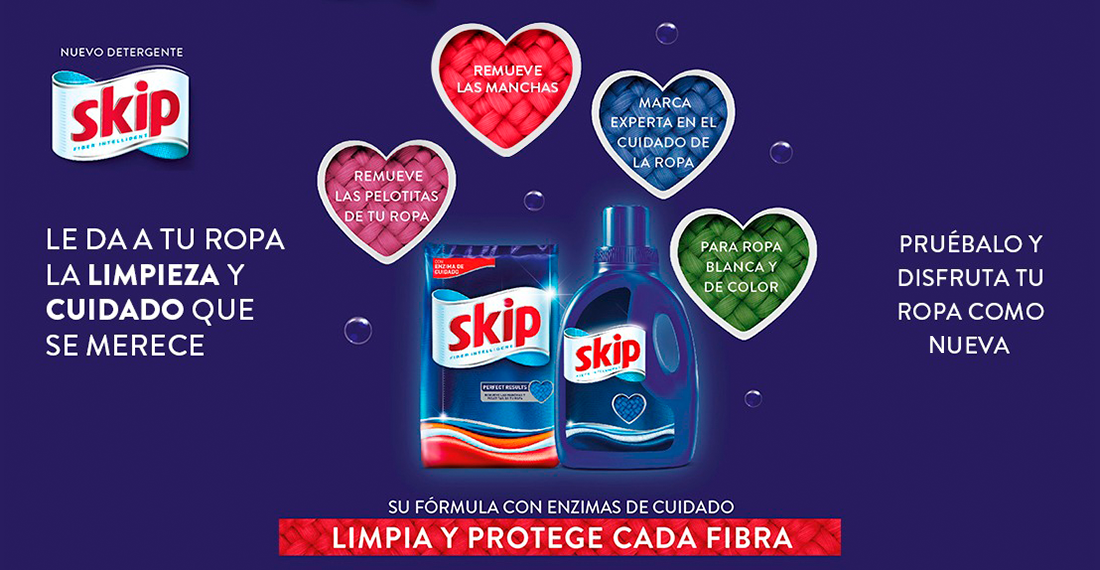 NUEVO DETERGENTE
skip
FIBER INTELLIGENT
LE DA A TU ROPA
LA LIMPIEZA Y
CUIDADO QUE
SE MERECE
REMUEVE
LAS PELOTITAS
DE TU ROPA
REMUEVE
LAS MANCHAS
MARCA
EXPERTA EN EL
CUIDADO DE
LA ROPA
PARA ROPA
BLANCA Y
DE COLOR
CON
ENZIMA DE
CUIDADO
skip
FIBER INTELLIGENT
PERFECT RESULTS
skip
PRUÉBALO Y
DISFRUTA TU
ROPA COMO
NUEVA
SU FÓRMULA CON ENZIMAS DE CUIDADO
LIMPIA Y PROTEGE CADA FIBRA